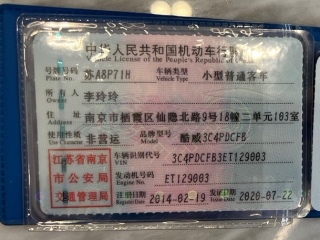 中华人民共和国机动车行驶
Vehicle License of the People's Republic of
号牌号码 Plate No. 苏A8P71H 车辆类型 Vehicle Type 小型普通客车
所有人 Owner 李玲玲
住址 Address 南京市栖霞区仙隐北路9号18幢二单元103室
使用性质 Use Character 非营运 品牌型号 Model 酷威3C4PDCFB
江苏省南京市公安局交通管理局
车辆识别代号 VIN 3C4PDCFB3ET129003
发动机号码 Engine No. ET129003
注册日期 Register Date 2014-02-19 发证日期 Issue Date 2020-07-22